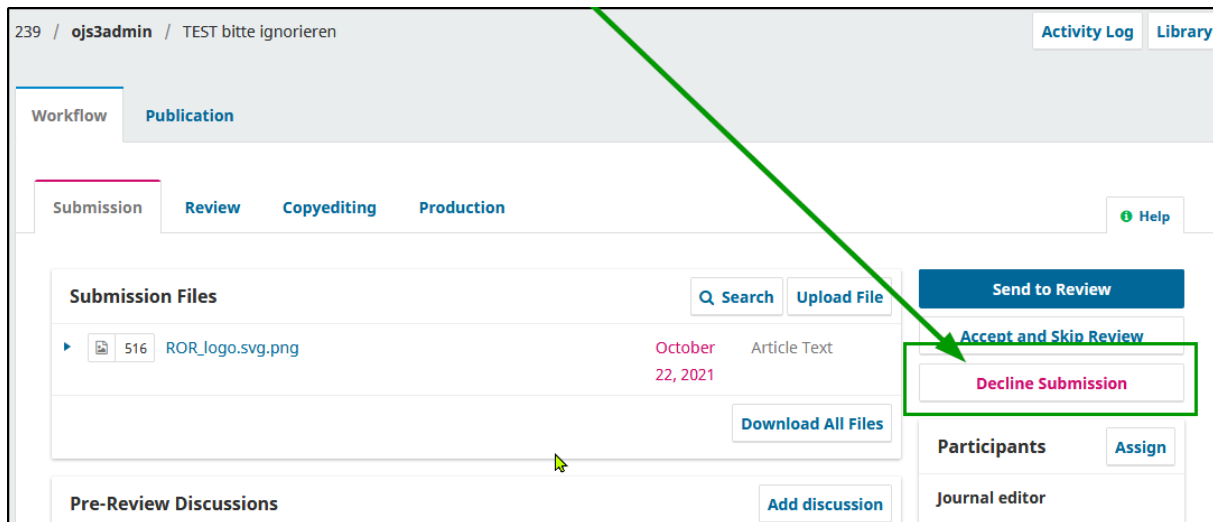 239 / ojs3admin / TEST bitte ignorieren
Activity Log
Library
Workflow
Publication
Submission
Review
Copyediting
Production
Help
Submission Files
Search
Upload File
516 ROR_logo.svg.png
October 22, 2021
Article Text
Download All Files
Pre-Review Discussions
Add discussion
Send to Review
Accept and Skip Review
Decline Submission
Participants
Assign
Journal editor